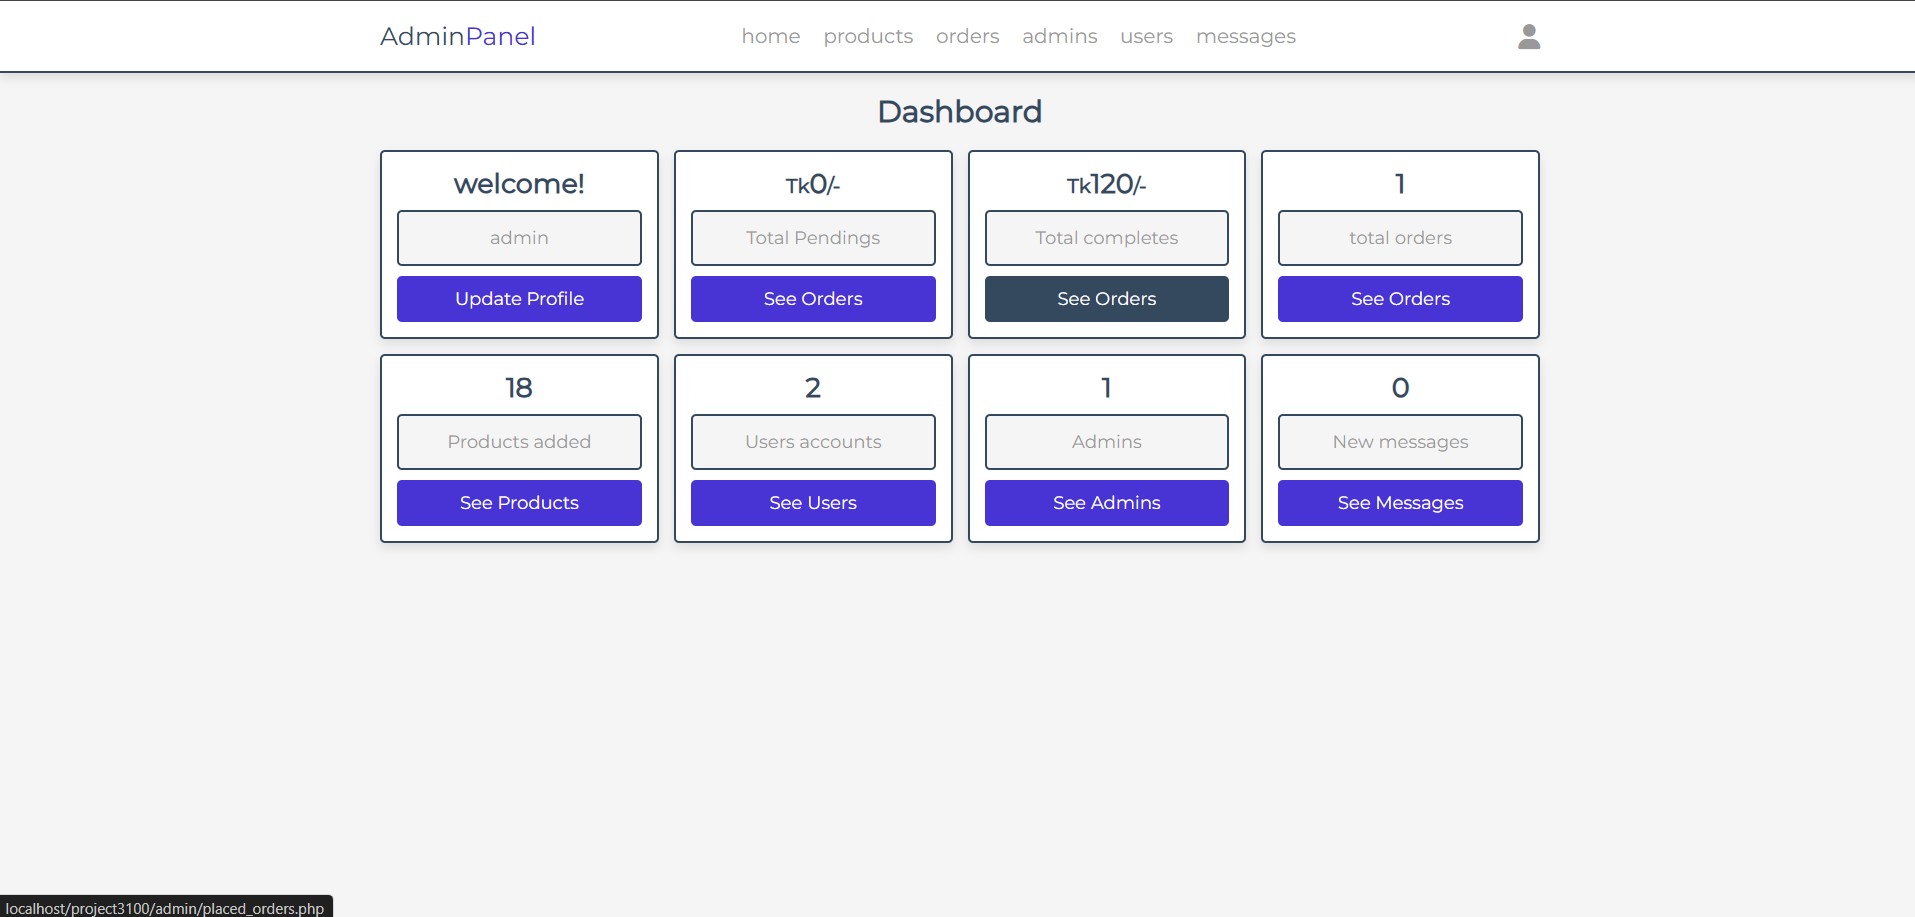 AdminPanel
home products orders admins users messages
Dashboard
welcome!
admin
Update Profile
Tk0/-
Total Pendings
See Orders
Tk120/-
Total completes
See Orders
1
total orders
See Orders
18
Products added
See Products
2
Users accounts
See Users
1
Admins
See Admins
0
New messages
See Messages
localhost/project3100/admin/placed_orders.php